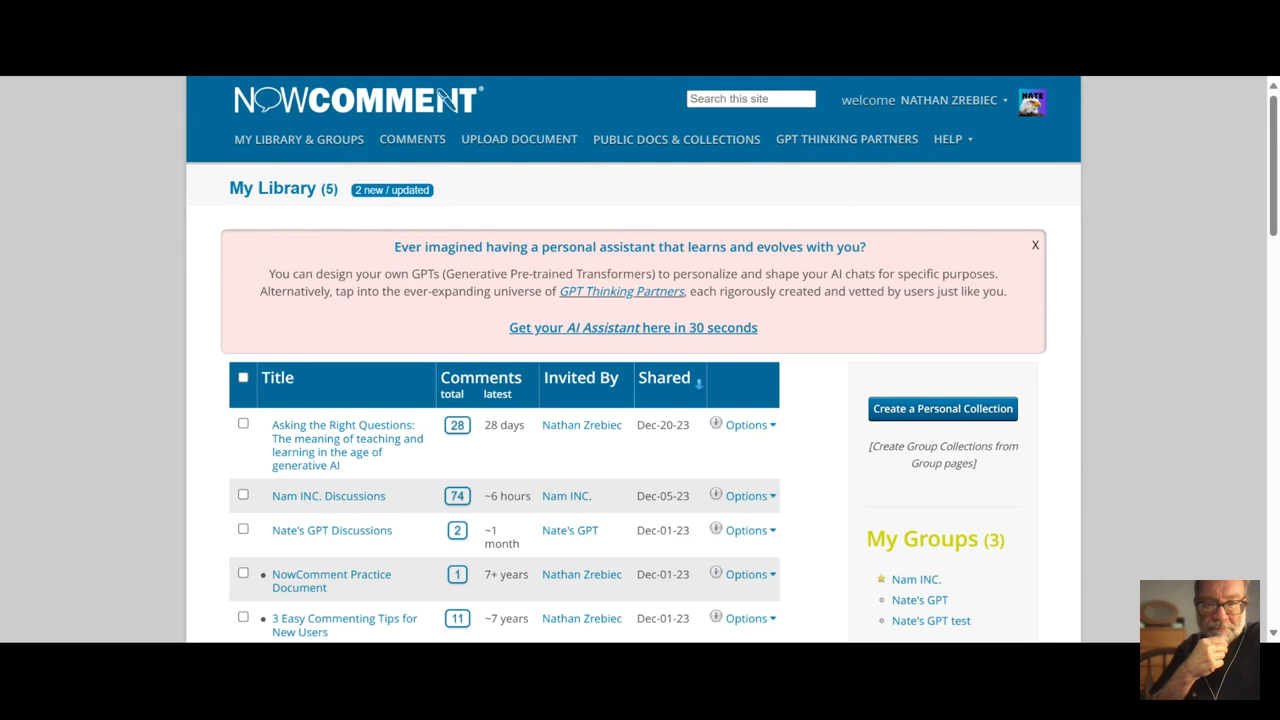 NOWCOMMENT®
Search this site
welcome NATHAN ZREBIEC
NATE
MY LIBRARY & GROUPS COMMENTS UPLOAD DOCUMENT PUBLIC DOCS & COLLECTIONS GPT THINKING PARTNERS HELP
My Library (5) 2 new / updated
Ever imagined having a personal assistant that learns and evolves with you? X
You can design your own GPTs (Generative Pre-trained Transformers) to personalize and shape your AI chats for specific purposes.
Alternatively, tap into the ever-expanding universe of GPT Thinking Partners, each rigorously created and vetted by users just like you.
Get your AI Assistant here in 30 seconds
Title Comments Invited By Shared
total latest
Asking the Right Questions: 28 28 days Nathan Zrebiec Dec-20-23 Options
The meaning of teaching and
learning in the age of
generative AI
Nam INC. Discussions 74 ~6 hours Nam INC. Dec-05-23 Options
Nate's GPT Discussions 2 ~1 Nate's GPT Dec-01-23 Options
month
NowComment Practice 1 7+ years Nathan Zrebiec Dec-01-23 Options
Document
3 Easy Commenting Tips for 11 ~7 years Nathan Zrebiec Dec-01-23 Options
New Users
Create a Personal Collection
[Create Group Collections from
Group pages]
My Groups (3)
Nam INC.
Nate's GPT
Nate's GPT test